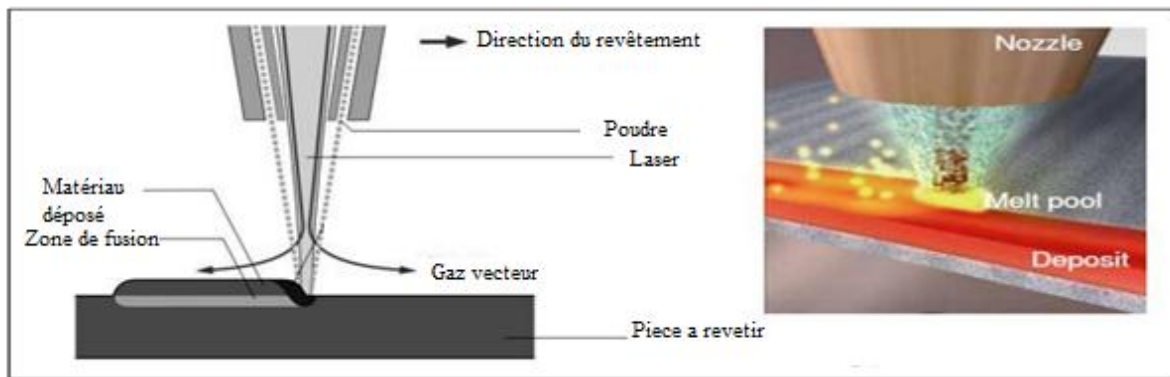 Direction du revêtement
Poudre
Laser
Matériau
déposé
Zone de fusion
Gaz vecteur
Piece a revetir
Nozzle
Melt pool
Deposit